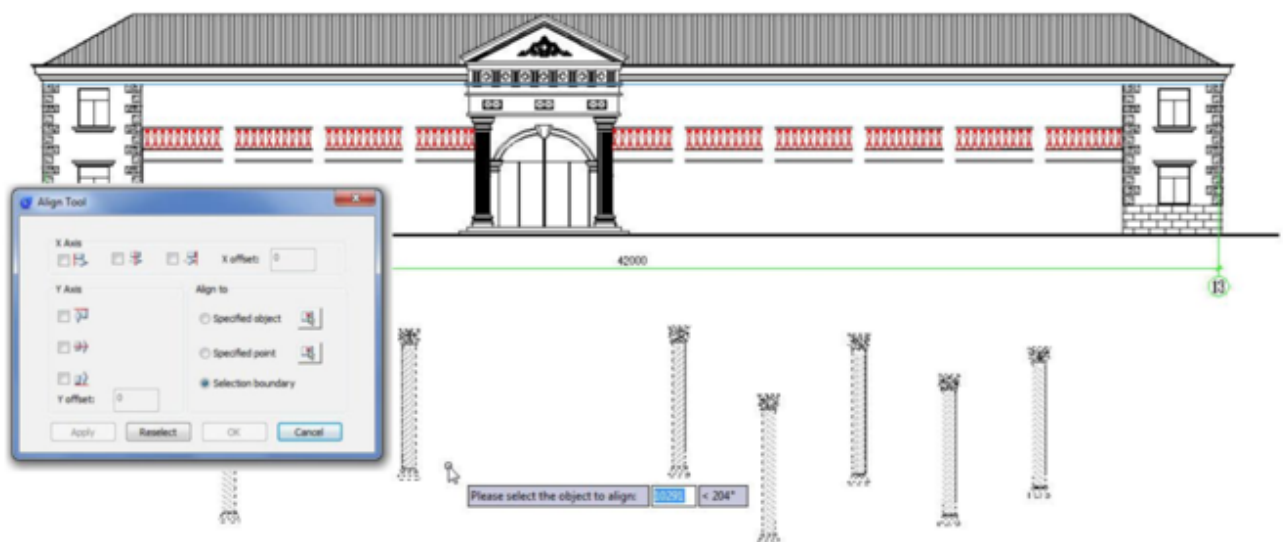 Align Tool
X Axis
X offset: 0
Y Axis
Align to
Specified object
Specified point
Selection boundary
Y offset: 0
Apply Reselect OK Cancel
42000
13
Please select the object to align: < 204°